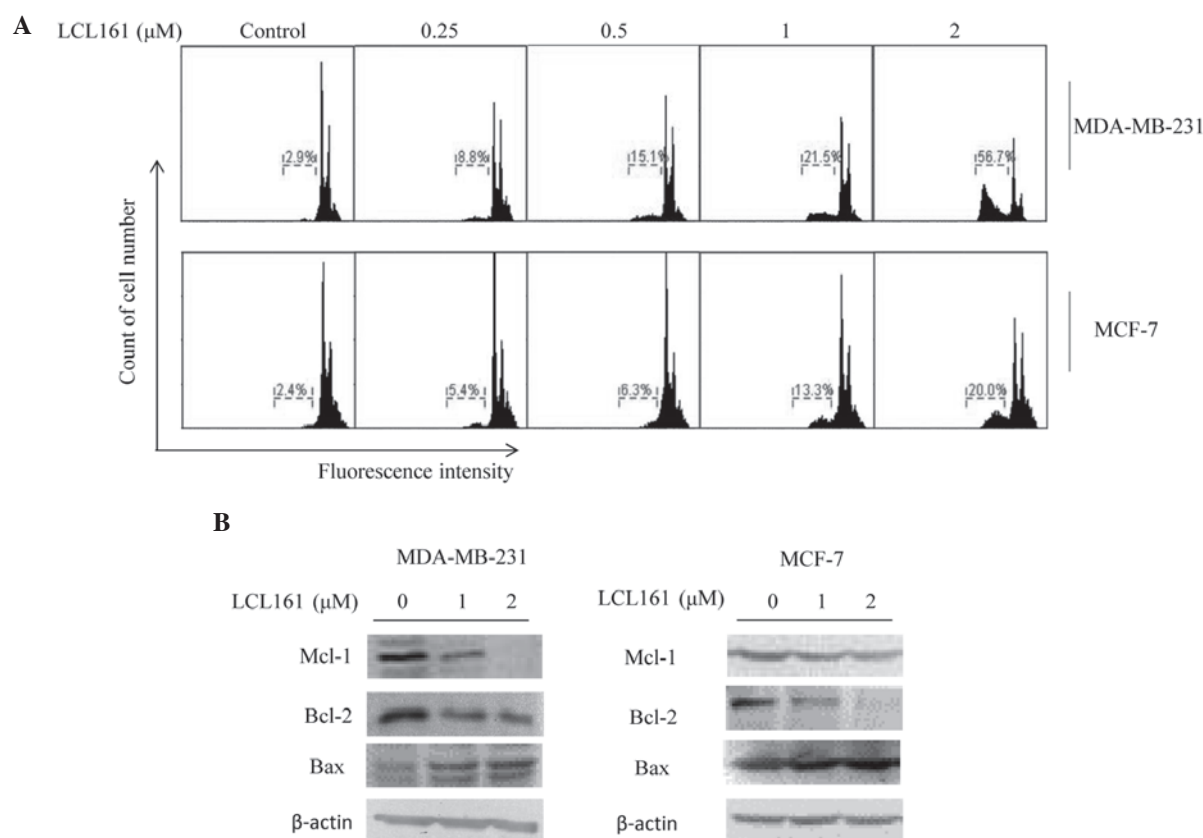 A
LCL161 (μM) Control 0.25 0.5 1 2
2.9% 8.8% 15.1% 21.5% 56.7%
MDA-MB-231
2.4% 5.4% 6.3% 13.3% 20.0%
MCF-7
Count of cell number
Fluorescence intensity
B
MDA-MB-231
LCL161 (μM) 0 1 2
Mcl-1
Bcl-2
Bax
β-actin
MCF-7
LCL161 (μM) 0 1 2
Mcl-1
Bcl-2
Bax
β-actin